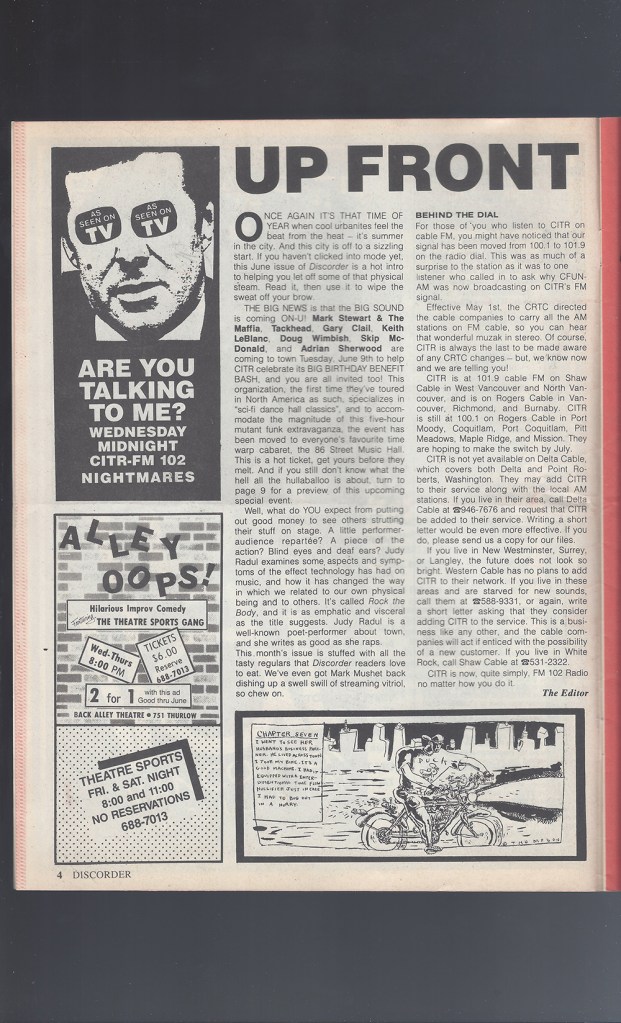 UP FRONT
AS
SEEN ON
TV
AS
SEEN ON
TV
ARE YOU
TALKING
TO ME?
WEDNESDAY
MIDNIGHT
CITR-FM 102
NIGHTMARES
ALLEY
OOPS!
Hilarious Improv Comedy
THE THEATRE SPORTS GANG
Wed-Thurs
8:00 PM
TICKETS
$6.00
Reserve
688-7013
2 for 1 with this ad
Good thru June
BACK ALLEY THEATRE • 751 THURLOW
THEATRE SPORTS
FRI. & SAT. NIGHT
8:00 and 11:00
NO RESERVATIONS
688-7013
ONCE AGAIN IT'S THAT TIME OF
YEAR when cool urbanites feel the
beat from the heat – it's summer
in the city. And this city is off to a sizzling
start. If you haven't clicked into mode yet,
this June issue of Discorder is a hot intro
to helping you let off some of that physical
steam. Read it, then use it to wipe the
sweat off your brow.
THE BIG NEWS is that the BIG SOUND
is coming ON-U! Mark Stewart & The
Maffia, Tackhead, Gary Clail, Keith
LeBlanc, Doug Wimbish, Skip Mc-
Donald, and Adrian Sherwood are
coming to town Tuesday, June 9th to help
CITR celebrate its BIG BIRTHDAY BENEFIT
BASH, and you are all invited too! This
organization, the first time they've toured
in North America as such, specializes in
"sci-fi dance hall classics", and to accom-
modate the magnitude of this five-hour
mutant funk extravaganza, the event has
been moved to everyone's favourite time
warp cabaret, the 86 Street Music Hall.
This is a hot ticket, get yours before they
melt. And if you still don't know what the
hell all the hullaballoo is about, turn to
page 9 for a preview of this upcoming
special event.
Well, what do YOU expect from putting
out good money to see others strutting
their stuff on stage. A little performer-
audience repartée? A piece of the
action? Blind eyes and deaf ears? Judy
Radul examines some aspects and symp-
toms of the effect technology has had on
music, and how it has changed the way
in which we related to our own physical
being and to others. It's called Rock the
Body, and it is as emphatic and visceral
as the title suggests. Judy Radul is a
well-known poet-performer about town,
and she writes as good as she raps.
This month's issue is stuffed with all the
tasty regulars that Discorder readers love
to eat. We've even got Mark Mushet back
dishing up a swell swill of streaming vitriol,
so chew on.
BEHIND THE DIAL
For those of you who listen to CITR on
cable FM, you might have noticed that our
signal has been moved from 100.1 to 101.9
on the radio dial. This was as much of a
surprise to the station as it was to one
listener who called in to ask why CFUN-
AM was now broadcasting on CITR's FM
signal.
Effective May 1st, the CRTC directed
the cable companies to carry all the AM
stations on FM cable, so you can hear
that wonderful muzak in stereo. Of course,
CITR is always the last to be made aware
of any CRTC changes – but, we know now
and we are telling you!
CITR is at 101.9 cable FM on Shaw
Cable in West Vancouver and North Van-
couver, and is on Rogers Cable in Van-
couver, Richmond, and Burnaby. CITR
is still at 100.1 on Rogers Cable in Port
Moody, Coquitlam, Port Coquitlam, Pitt
Meadows, Maple Ridge, and Mission. They
are hoping to make the switch by July.
CITR is not yet available on Delta Cable,
which covers both Delta and Point Ro-
berts, Washington. They may add CITR
to their service along with the local AM
stations. If you live in their area, call Delta
Cable at ☎946-7676 and request that CITR
be added to their service. Writing a short
letter would be even more effective. If you
do, please send us a copy for our files.
If you live in New Westminster, Surrey,
or Langley, the future does not look so
bright. Western Cable has no plans to add
CITR to their network. If you live in these
areas and are starved for new sounds,
call them at ☎588-9331, or again, write
a short letter asking that they consider
adding CITR to the service. This is a busi-
ness like any other, and the cable com-
panies will act if enticed with the possibility
of a new customer. If you live in White
Rock, call Shaw Cable at ☎531-2322.
CITR is now, quite simply, FM 102 Radio
no matter how you do it.
The Editor
CHAPTER SEVEN
I WENT TO SEE HER
HUSBANDS BUSINESS PART-
NER. HE LIVES ACROSS TOWN
I TOOK MY BIKE. ITS A
GOOD MACHINE.
IN A HURRY.
4 DISCORDER